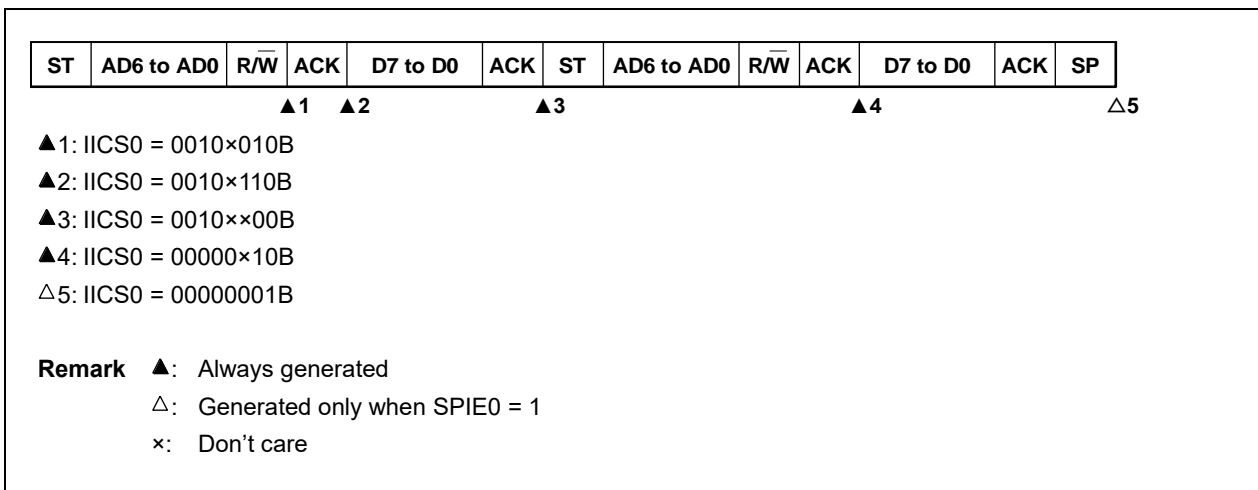 ST AD6 to AD0 R/W̅ ACK D7 to D0 ACK ST AD6 to AD0 R/W̅ ACK D7 to D0 ACK SP
▲1 ▲2 ▲3 ▲4 △5
▲1: IICS0 = 0010×010B
▲2: IICS0 = 0010×110B
▲3: IICS0 = 0010××00B
▲4: IICS0 = 00000×10B
△5: IICS0 = 00000001B
Remark ▲: Always generated
△: Generated only when SPIE0 = 1
×: Don’t care